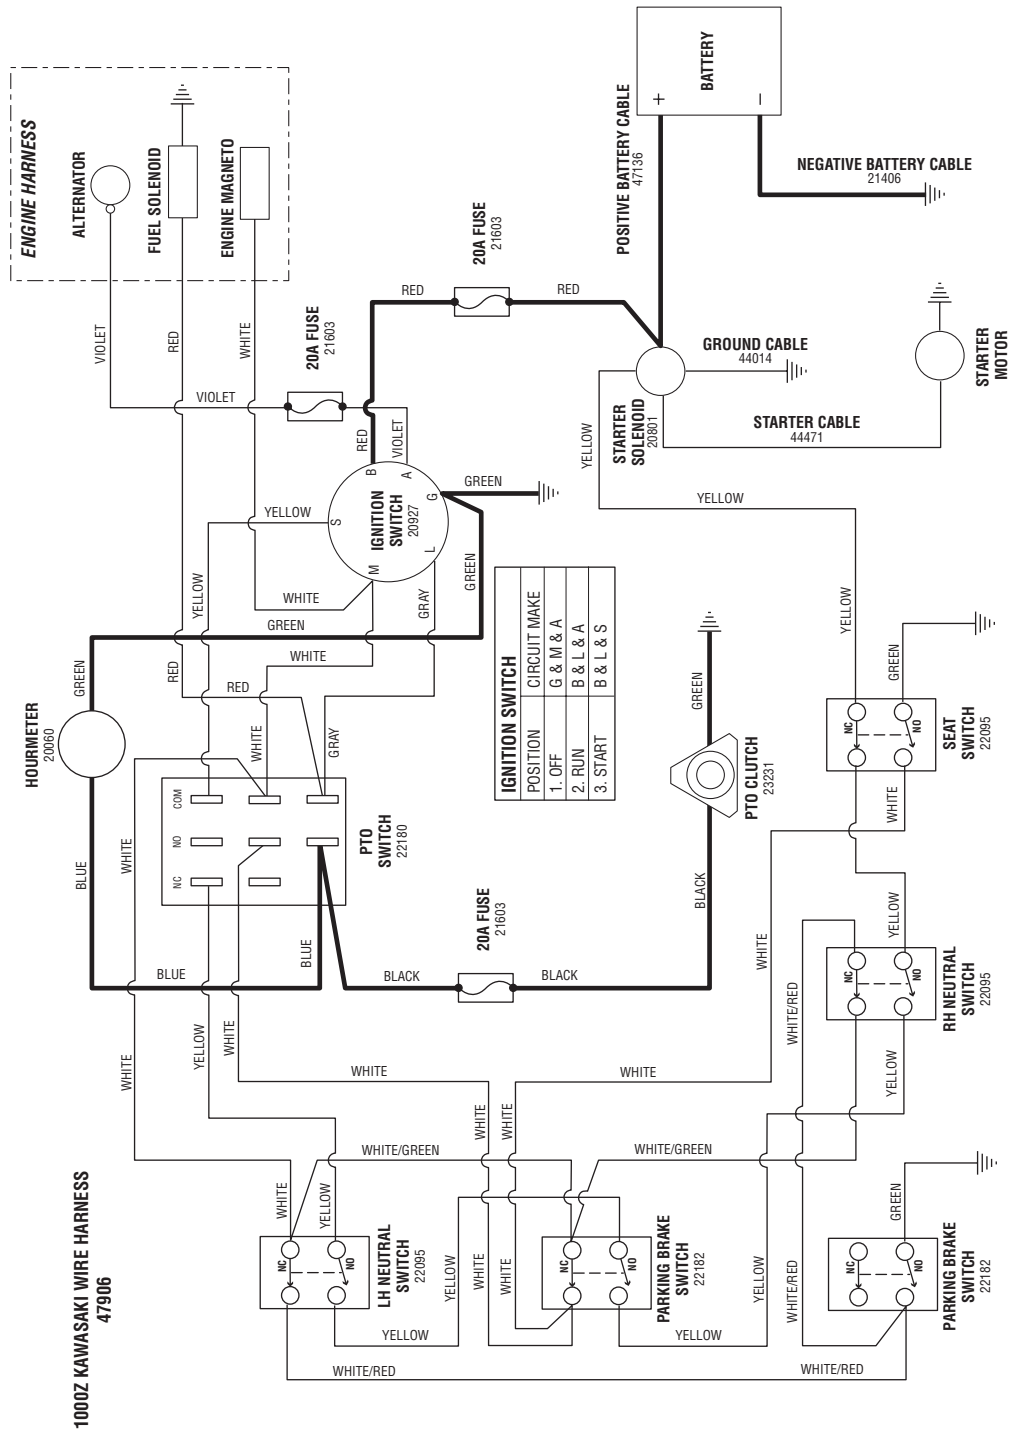 1000Z KAWASAKI WIRE HARNESS
47906
ENGINE HARNESS
ALTERNATOR
FUEL SOLENOID
ENGINE MAGNETO
VIOLET
RED
WHITE
VIOLET
20A FUSE
21603
RED
VIOLET
RED
RED
20A FUSE
21603
BATTERY
+
–
POSITIVE BATTERY CABLE
47136
NEGATIVE BATTERY CABLE
21406
GROUND CABLE
44014
STARTER
SOLENOID
20801
STARTER CABLE
44471
STARTER
MOTOR
YELLOW
YELLOW
IGNITION
SWITCH
20927
B
A
G
L
M
S
GREEN
GREEN
YELLOW
YELLOW
WHITE
GRAY
GREEN
WHITE
RED
RED
WHITE
GRAY
GREEN
HOURMETER
20060
BLUE
WHITE
PTO
SWITCH
22180
COM
NO
NC
BLUE
BLUE
IGNITION SWITCH
POSITION CIRCUIT MAKE
1. OFF G & M & A
2. RUN B & L & A
3. START B & L & S
GREEN
PTO CLUTCH
23231
BLACK
BLACK
BLACK
20A FUSE
21603
YELLOW
GREEN
NC
NO
SEAT
SWITCH
22095
WHITE
WHITE
YELLOW
NC
NO
RH NEUTRAL
SWITCH
22095
WHITE/RED
YELLOW
WHITE
YELLOW
WHITE
WHITE
WHITE
WHITE
WHITE
WHITE/GREEN
WHITE/GREEN
WHITE
YELLOW
NC
NO
LH NEUTRAL
SWITCH
22095
YELLOW
WHITE
WHITE
NC
NO
PARKING BRAKE
SWITCH
22182
YELLOW
WHITE/RED
GREEN
NC
NO
PARKING BRAKE
SWITCH
22182
YELLOW
YELLOW
WHITE/RED
WHITE/RED